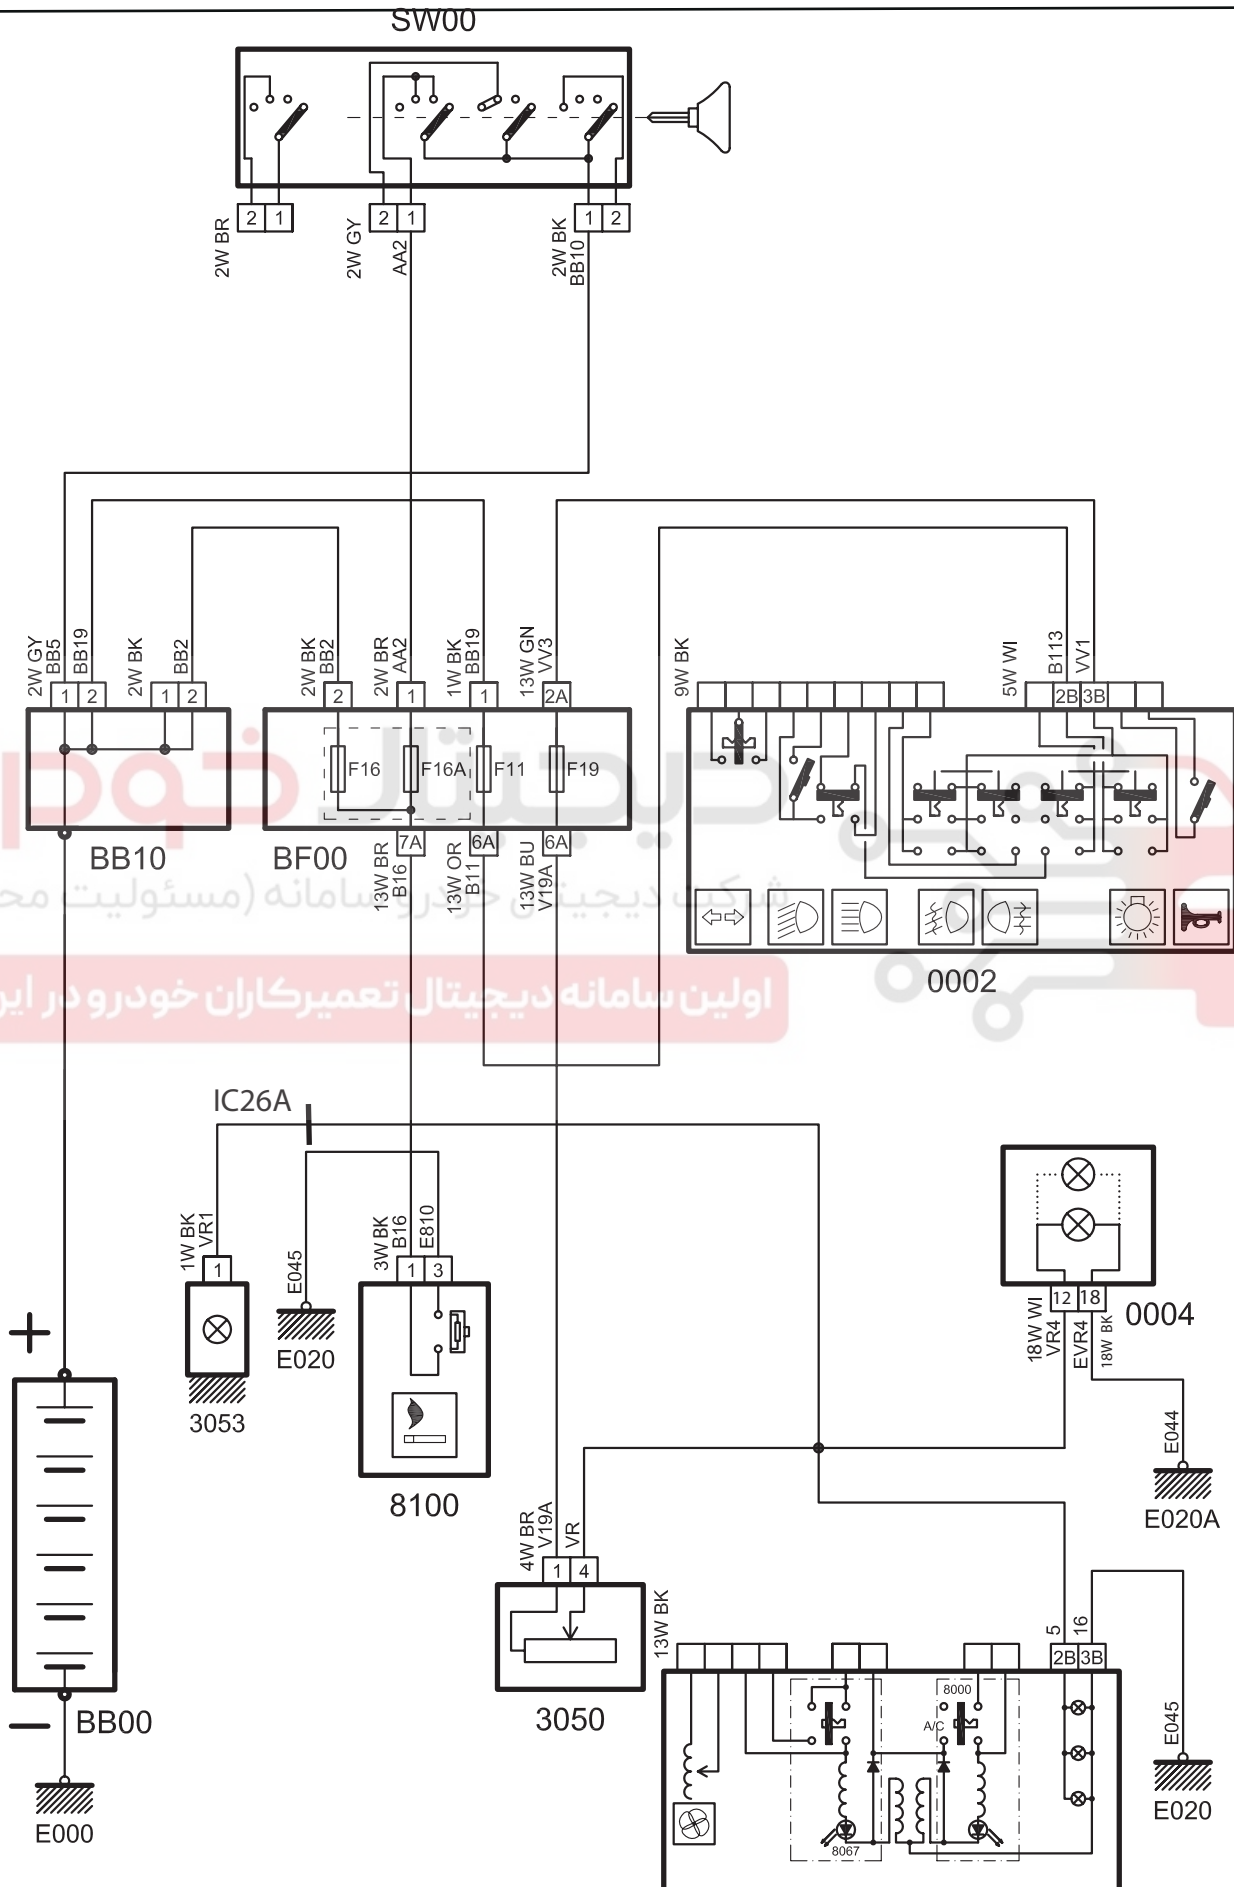 SW00
2 1
2 1
1 2
2W BR
2W GY
AA2
2W BK
BB10
2W GY
BB5
BB19
2W BK
BB2
2W BK
BB2
2W BR
AA2
1W BK
BB19
13W GN
VV3
9W BK
5W WI
B113
VV1
1 2
1 2
2
1
1
2A
2B 3B
F16
F16A
F11
F19
دیجیتال خودرو
7A
6A
6A
BB10
BF00
13W BR
B16
13W OR
B11
13W BU
V19A
شرکت دیجیتال خودرو سامانه (مسئولیت مح
0002
اولین سامانه دیجیتال تعمیرکاران خودرو در ایر
IC26A
1W BK
VR1
E045
3W BK
B16
E810
1
1 3
12 18
0004
18W WI
VR4
EVR4
18W BK
E020
3053
E044
8100
E020A
4W BR
V19A
VR
1 4
13W BK
5
16
2B 3B
3050
8000
A/C
E045
BB00
8067
E020
E000